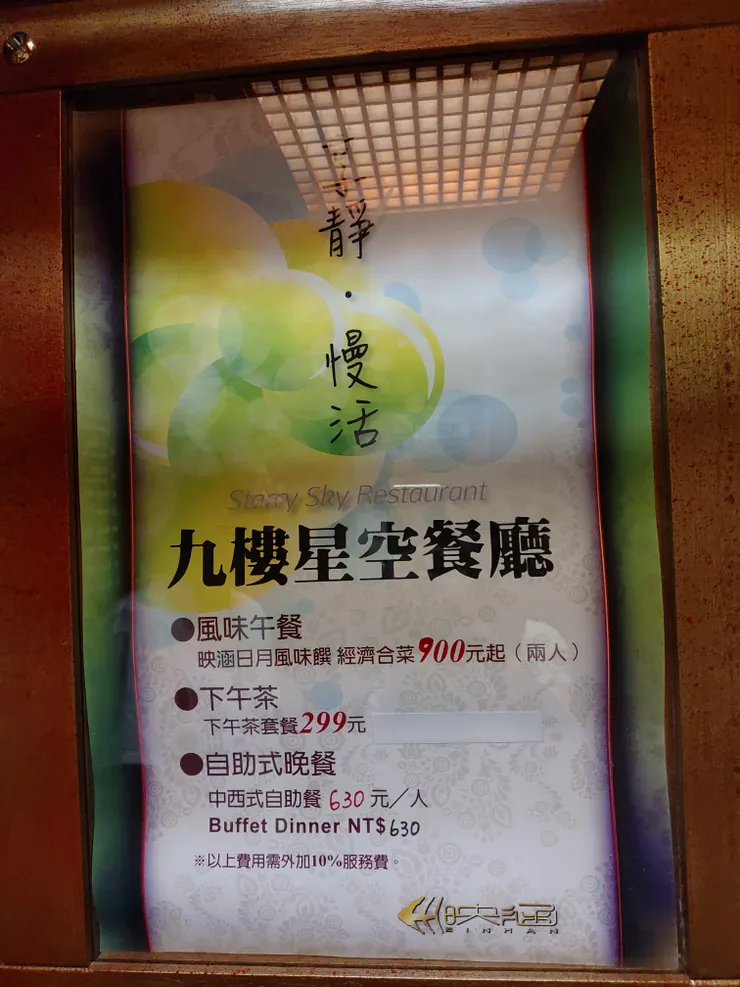 寧靜・慢活
Starry Sky Restaurant
九樓星空餐廳
●風味午餐
映涵日月風味饌 經濟合菜900元起（兩人）
●下午茶
下午茶套餐299元
●自助式晚餐
中西式自助餐 630 元／人
Buffet Dinner NT$630
※以上費用需外加10%服務費。
映涵
EINHAN